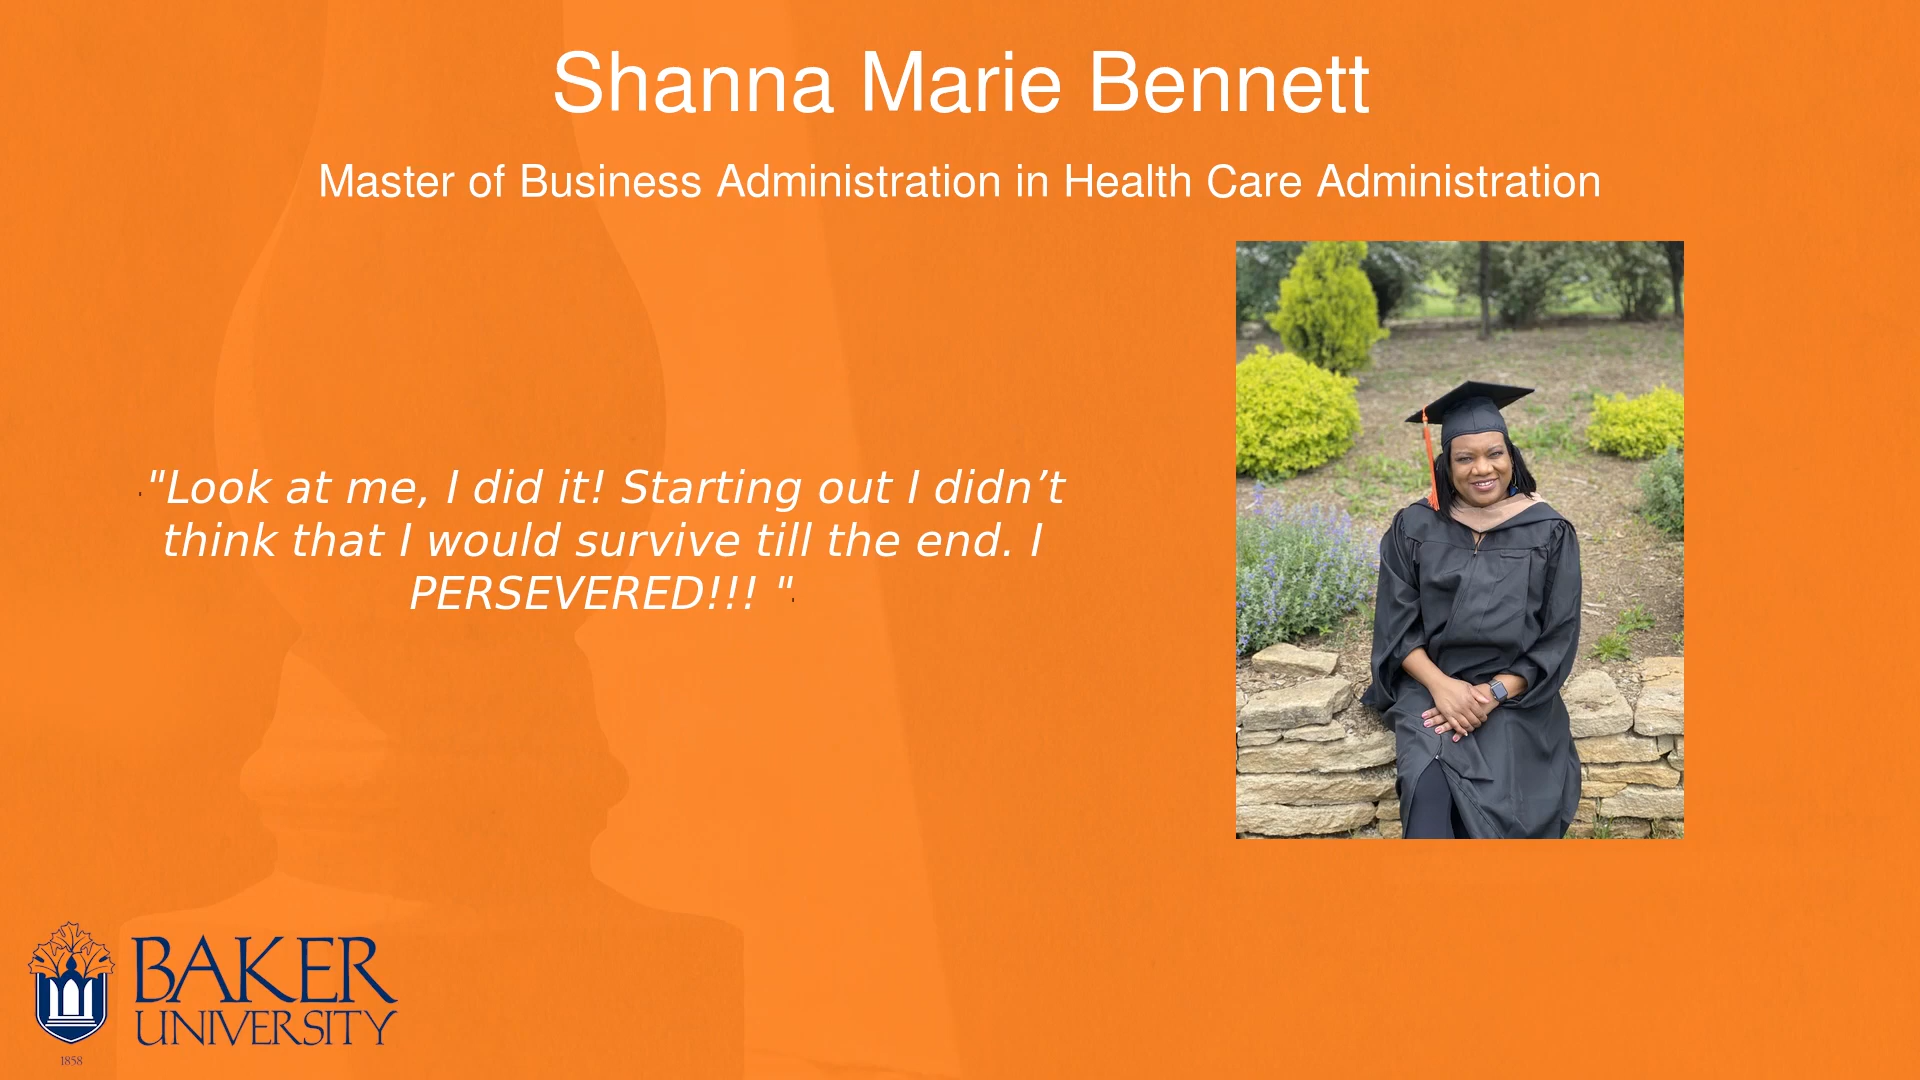 Shanna Marie Bennett
Master of Business Administration in Health Care Administration
"Look at me, I did it! Starting out I didn’t
think that I would survive till the end. I
PERSEVERED!!! "
BAKER
UNIVERSITY
1858